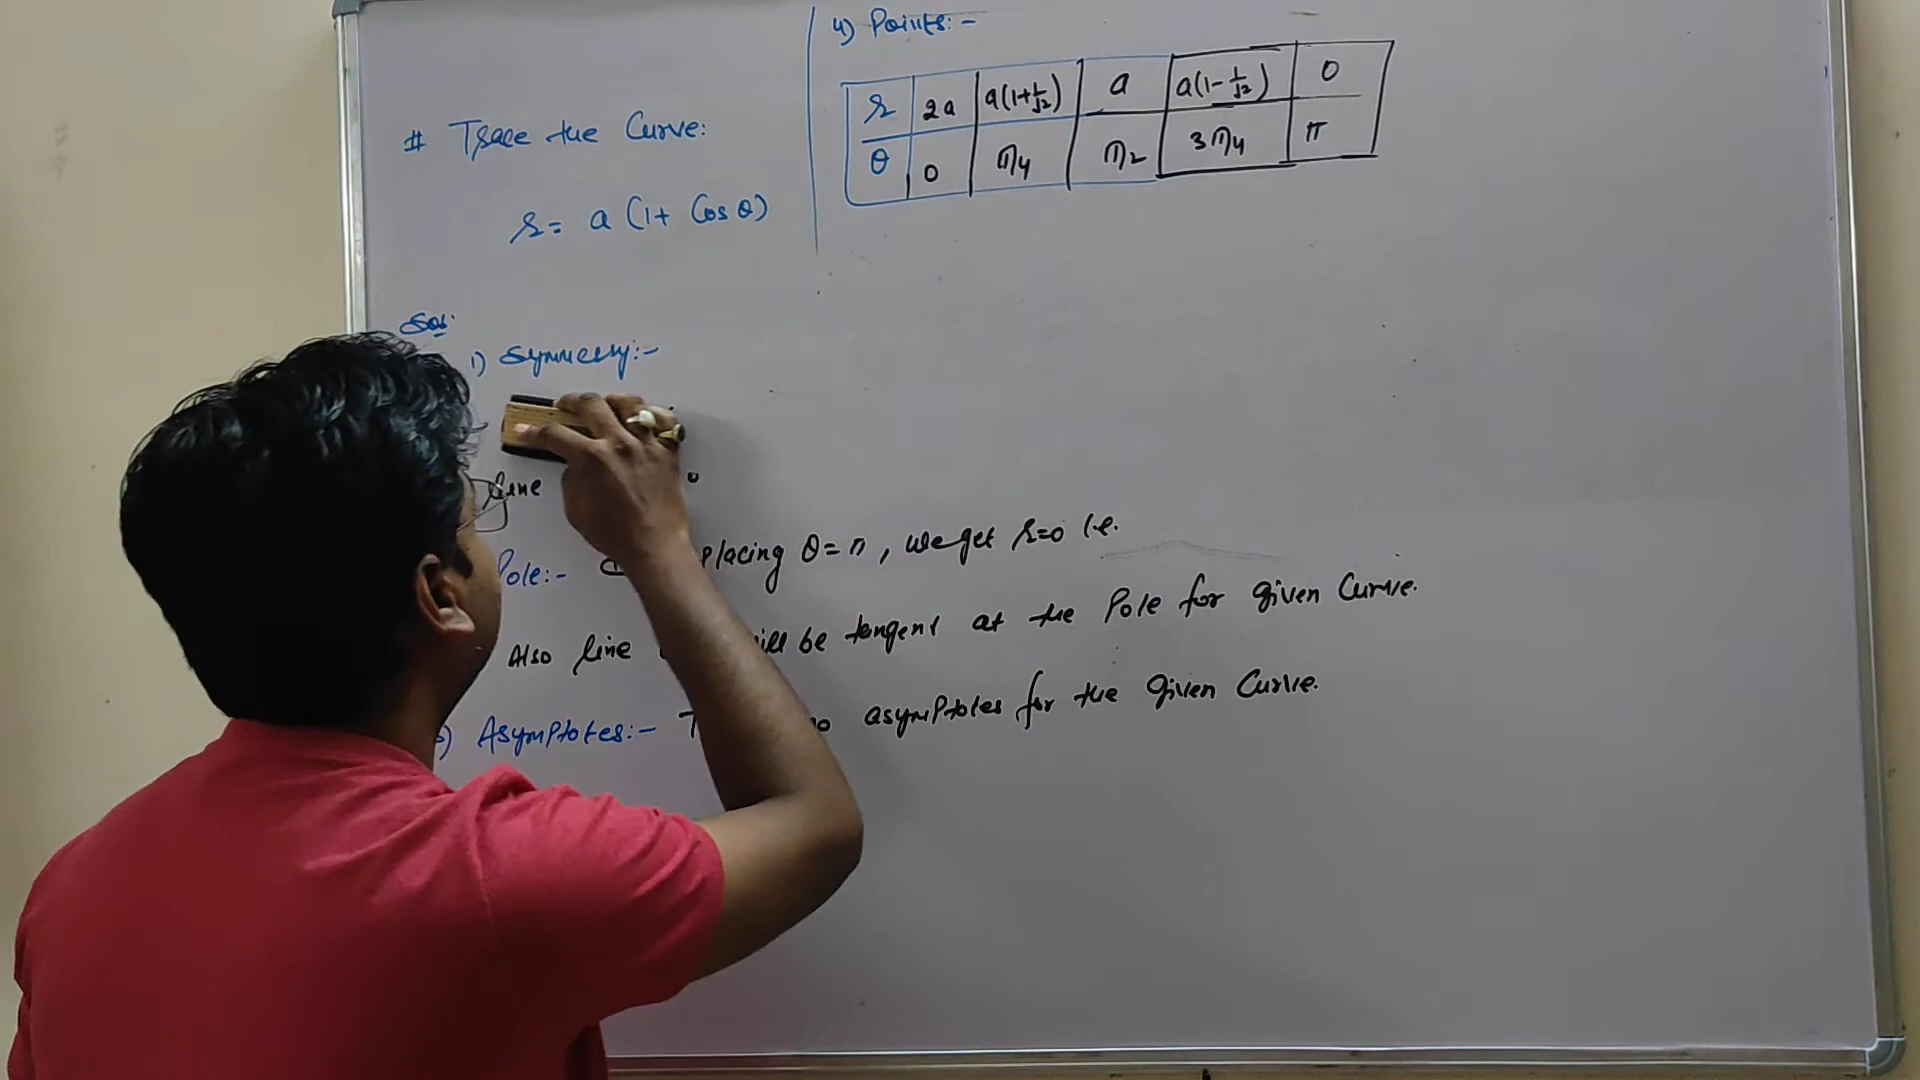 # Trace the Curve:
r = a (1 + Cos θ)
Sol.
1) Symmetry:-
line
Pole:- placing θ = π, we get r=0 i.e.
Also line will be tangent at the Pole for given Curve.
3) Asymptotes:- no asymptotes for the given Curve.
4) Points:-
r 2a a(1+1/√2) a a(1-1/√2) 0
θ 0 π/4 π/2 3π/4 π